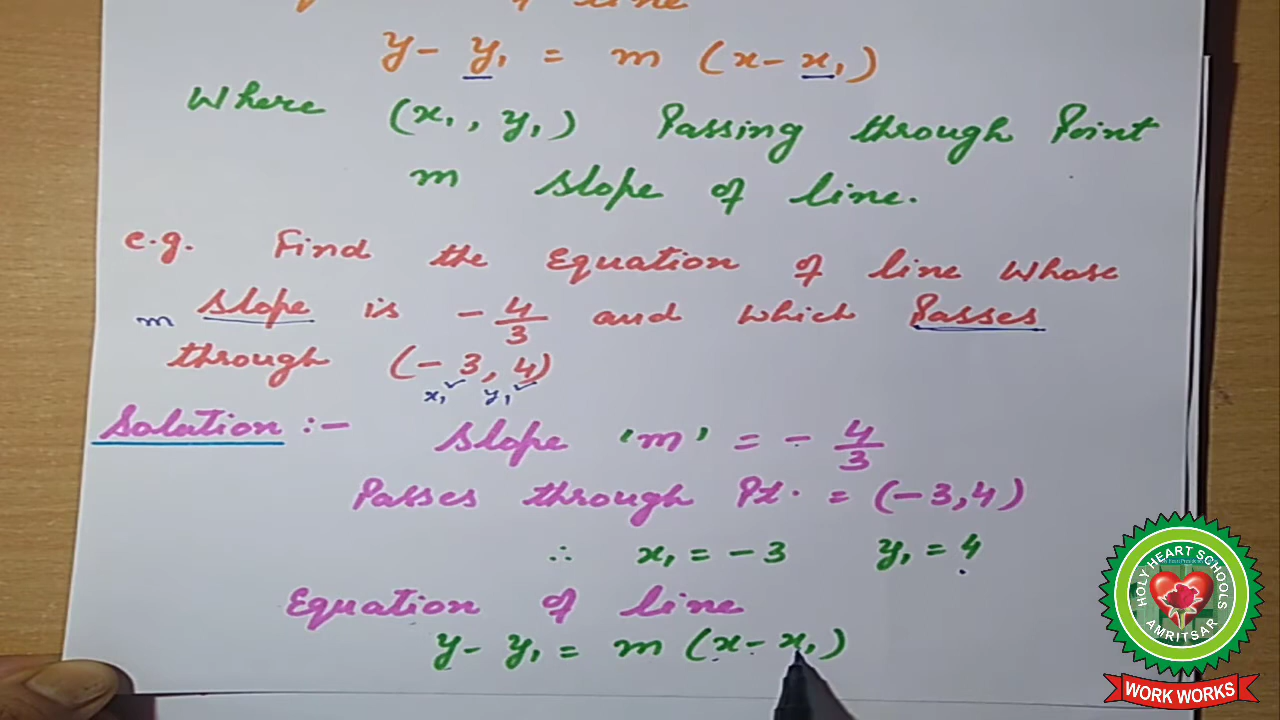 of line
y - y₁ = m (x - x₁)
Where (x₁, y₁) Passing through Point
m slope of line.
e.g. Find the Equation of line whose
m slope is - 4/3 and which Passes
through (- 3, 4)
x₁ ✓ y₁ ✓
Solution :- Slope 'm' = - 4/3
Passes through Pt. = (- 3, 4)
∴ x₁ = - 3 y₁ = 4
Equation of line
y - y₁ = m (x - x₁)
HOLY HEART SCHOOLS
AMRITSAR
WORK WORKS